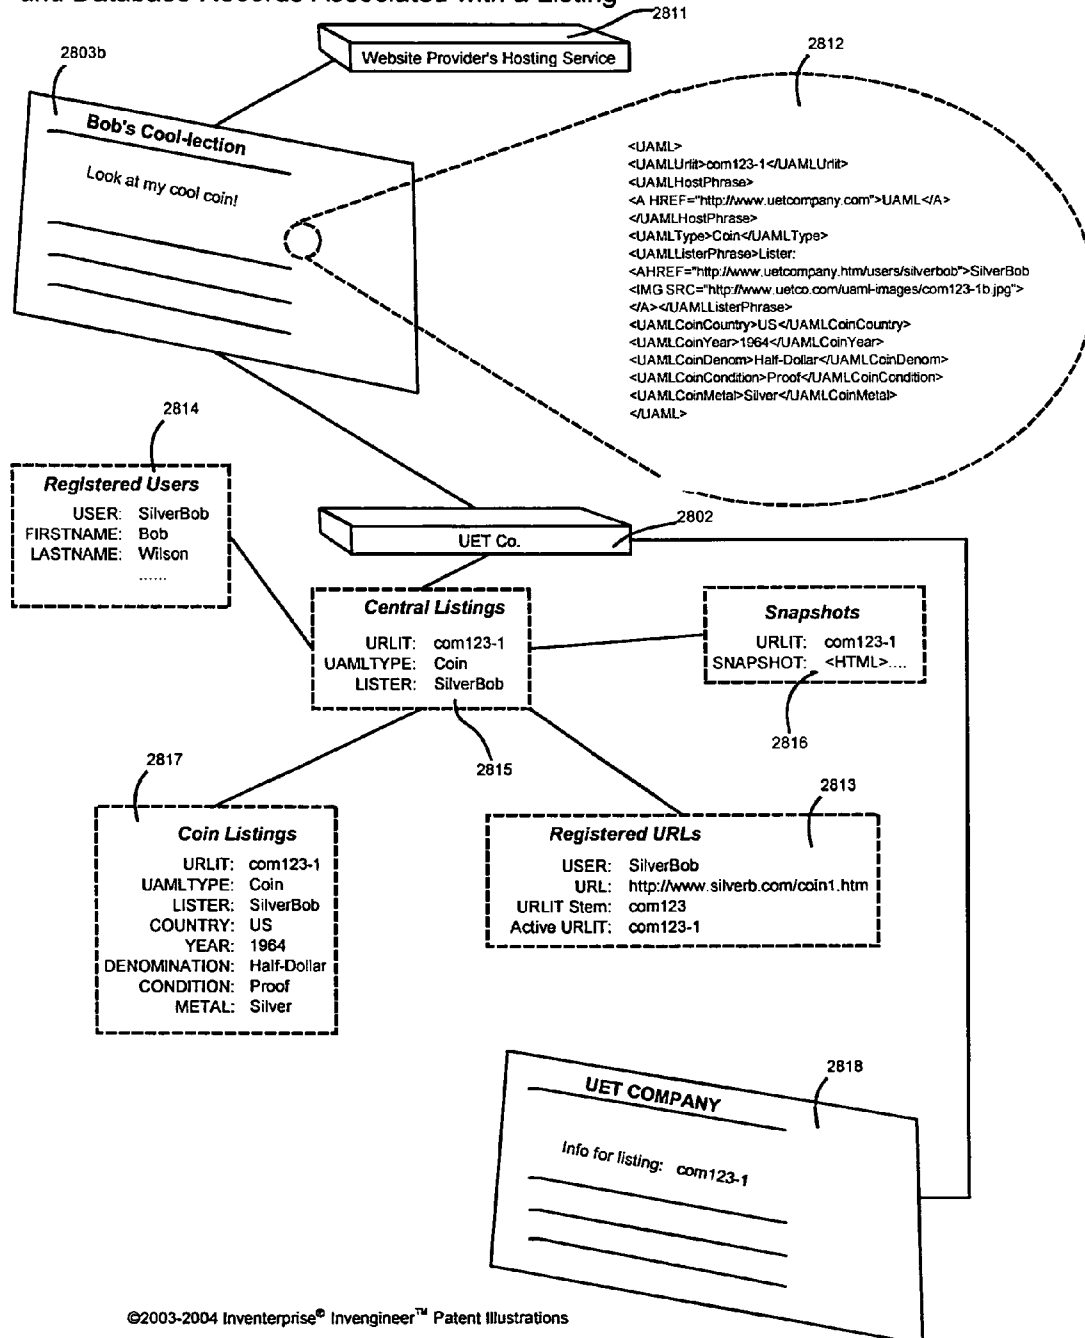 and Database Records Associated with a Listing
2811
Website Provider's Hosting Service
2803b
2812
Bob's Cool-lection
Look at my cool coin!
<UAML>
<UAMLUrlit>com123-1</UAMLUrlit>
<UAMLHostPhrase>
<A HREF="http://www.uetcompany.com">UAML</A>
</UAMLHostPhrase>
<UAMLType>Coin</UAMLType>
<UAMLListerPhrase>Lister:
<AHREF="http://www.uetcompany.htm/users/silverbob">SilverBob
<IMG SRC="http://www.uetco.com/uaml-images/com123-1b.jpg">
</A></UAMLListerPhrase>
<UAMLCoinCountry>US</UAMLCoinCountry>
<UAMLCoinYear>1964</UAMLCoinYear>
<UAMLCoinDenom>Half-Dollar</UAMLCoinDenom>
<UAMLCoinCondition>Proof</UAMLCoinCondition>
<UAMLCoinMetal>Silver</UAMLCoinMetal>
</UAML>
2814
Registered Users
USER: SilverBob
FIRSTNAME: Bob
LASTNAME: Wilson
......
2802
UET Co.
Central Listings
URLIT: com123-1
UAMLTYPE: Coin
LISTER: SilverBob
2815
Snapshots
URLIT: com123-1
SNAPSHOT: <HTML>....
2816
2817
Coin Listings
URLIT: com123-1
UAMLTYPE: Coin
LISTER: SilverBob
COUNTRY: US
YEAR: 1964
DENOMINATION: Half-Dollar
CONDITION: Proof
METAL: Silver
2813
Registered URLs
USER: SilverBob
URL: http://www.silverb.com/coin1.htm
URLIT Stem: com123
Active URLIT: com123-1
2818
UET COMPANY
Info for listing: com123-1
©2003-2004 Inventerprise® Invengineer™ Patent Illustrations